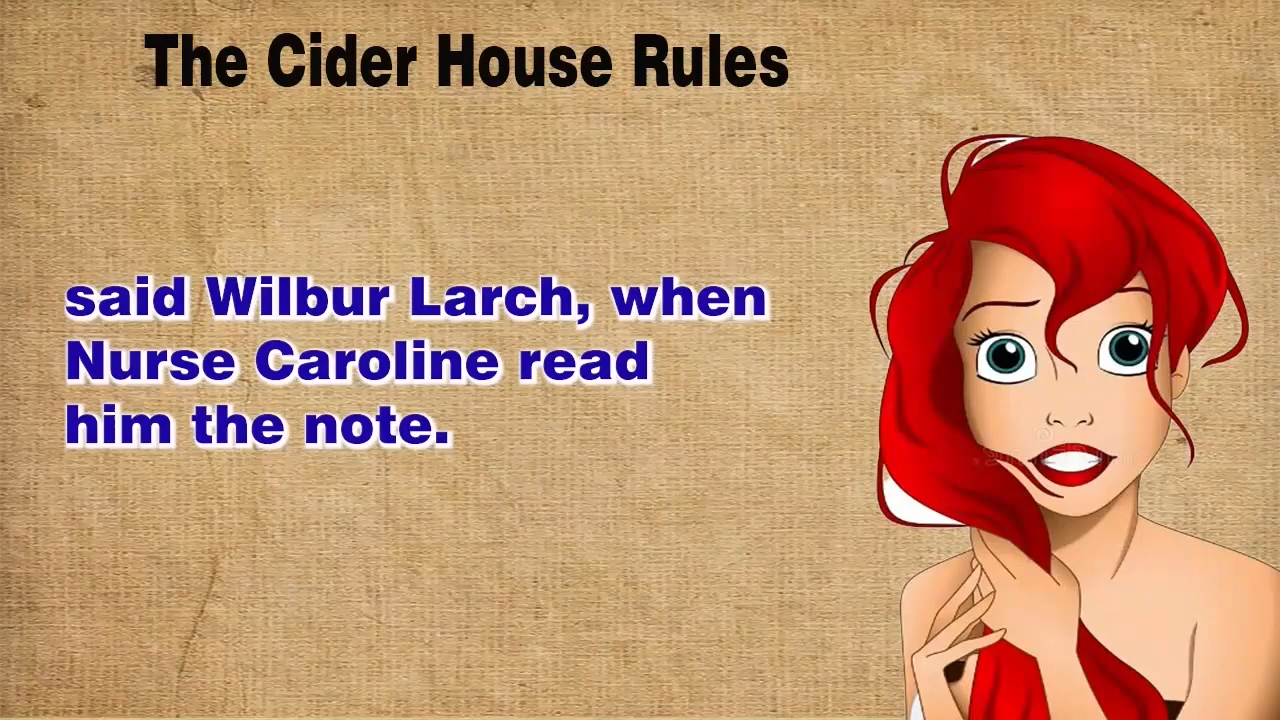 The Cider House Rules
said Wilbur Larch, when
Nurse Caroline read
him the note.